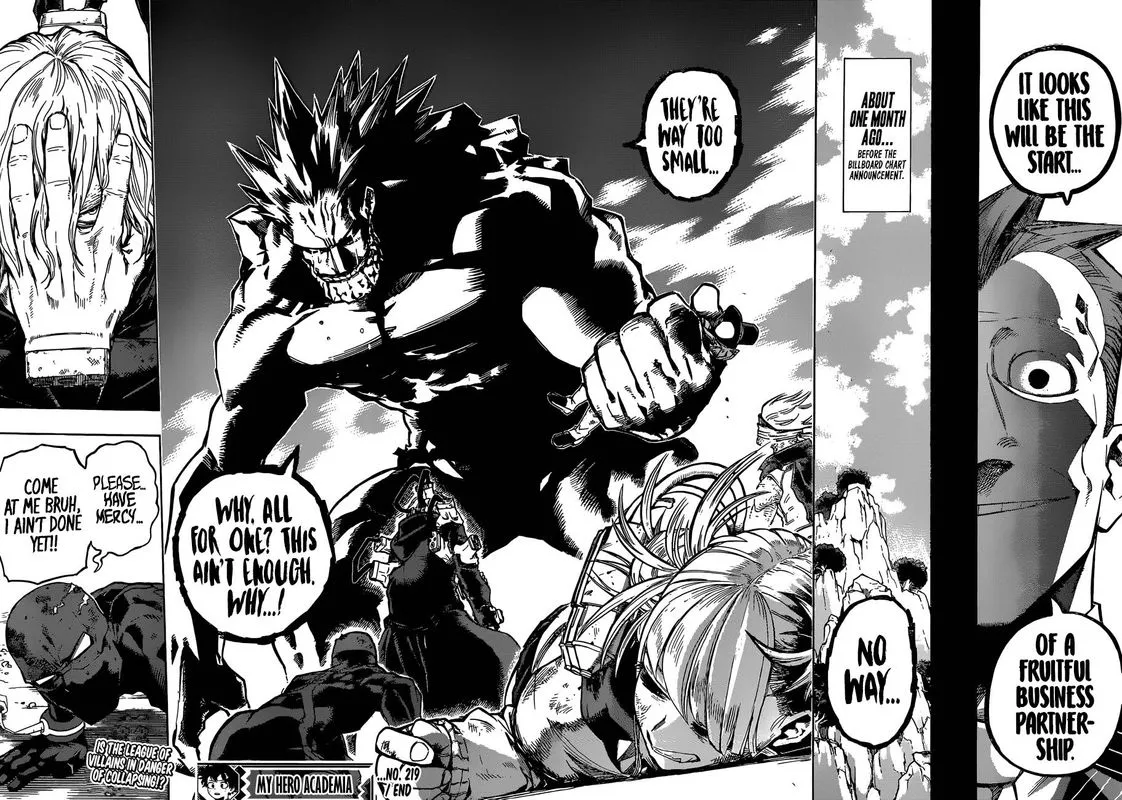 IT LOOKS
LIKE THIS
WILL BE THE
START...
OF A
FRUITFUL
BUSINESS
PARTNER-
SHIP.
ABOUT
ONE MONTH
AGO...
BEFORE THE
BILLBOARD CHART
ANNOUNCEMENT.
NO
WAY...
THEY'RE
WAY TOO
SMALL...
WHY, ALL
FOR ONE? THIS
AIN'T ENOUGH.
WHY...!
PLEASE...
HAVE
MERCY...
COME
AT ME BRUH,
I AIN'T DONE
YET!!
IS THE LEAGUE OF
VILLAINS IN DANGER
OF COLLAPSING!?
MY HERO ACADEMIA
...NO. 219
/ END